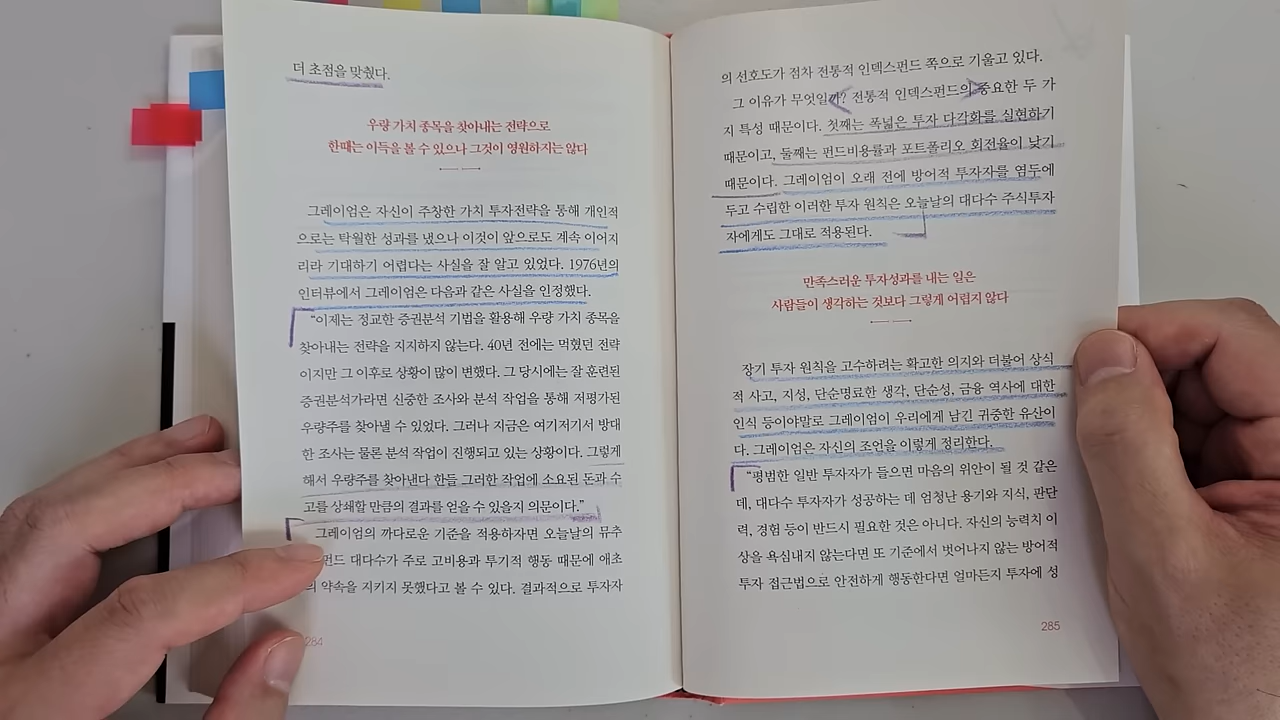 더 초점을 맞췄다.
우량 가치 종목을 찾아내는 전략으로
한때는 이득을 볼 수 있으나 그것이 영원하지는 않다
그레이엄은 자신이 주창한 가치 투자전략을 통해 개인적
으로는 탁월한 성과를 냈으나 이것이 앞으로도 계속 이어지
리라 기대하기 어렵다는 사실을 잘 알고 있었다. 1976년의
인터뷰에서 그레이엄은 다음과 같은 사실을 인정했다.
“이제는 정교한 증권분석 기법을 활용해 우량 가치 종목을
찾아내는 전략을 지지하지 않는다. 40년 전에는 먹혔던 전략
이지만 그 이후로 상황이 많이 변했다. 그 당시에는 잘 훈련된
증권분석가라면 신중한 조사와 분석 작업을 통해 저평가된
우량주를 찾아낼 수 있었다. 그러나 지금은 여기저기서 방대
한 조사는 물론 분석 작업이 진행되고 있는 상황이다. 그렇게
해서 우량주를 찾아낸다 한들 그러한 작업에 소요된 돈과 수
고를 상쇄할 만큼의 결과를 얻을 수 있을지 의문이다.”
그레이엄의 까다로운 기준을 적용하자면 오늘날의 뮤추
펀드 대다수가 주로 고비용과 투기적 행동 때문에 애초
의 약속을 지키지 못했다고 볼 수 있다. 결과적으로 투자자
284
의 선호도가 점차 전통적 인덱스펀드 쪽으로 기울고 있다.
그 이유가 무엇일까? 전통적 인덱스펀드의 중요한 두 가
지 특성 때문이다. 첫째는 폭넓은 투자 다각화를 실현하기
때문이고, 둘째는 펀드비용률과 포트폴리오 회전율이 낮기
때문이다. 그레이엄이 오래 전에 방어적 투자자를 염두에
두고 수립한 이러한 투자 원칙은 오늘날의 대다수 주식투자
자에게도 그대로 적용된다.
만족스러운 투자성과를 내는 일은
사람들이 생각하는 것보다 그렇게 어렵지 않다
장기 투자 원칙을 고수하려는 확고한 의지와 더불어 상식
적 사고, 지성, 단순명료한 생각, 단순성, 금융 역사에 대한
인식 등이야말로 그레이엄이 우리에게 남긴 귀중한 유산이
다. 그레이엄은 자신의 조언을 이렇게 정리한다.
“평범한 일반 투자자가 들으면 마음의 위안이 될 것 같은
데, 대다수 투자자가 성공하는 데 엄청난 용기와 지식, 판단
력, 경험 등이 반드시 필요한 것은 아니다. 자신의 능력치 이
상을 욕심내지 않는다면 또 기준에서 벗어나지 않는 방어적
투자 접근법으로 안전하게 행동한다면 얼마든지 투자에 성
285